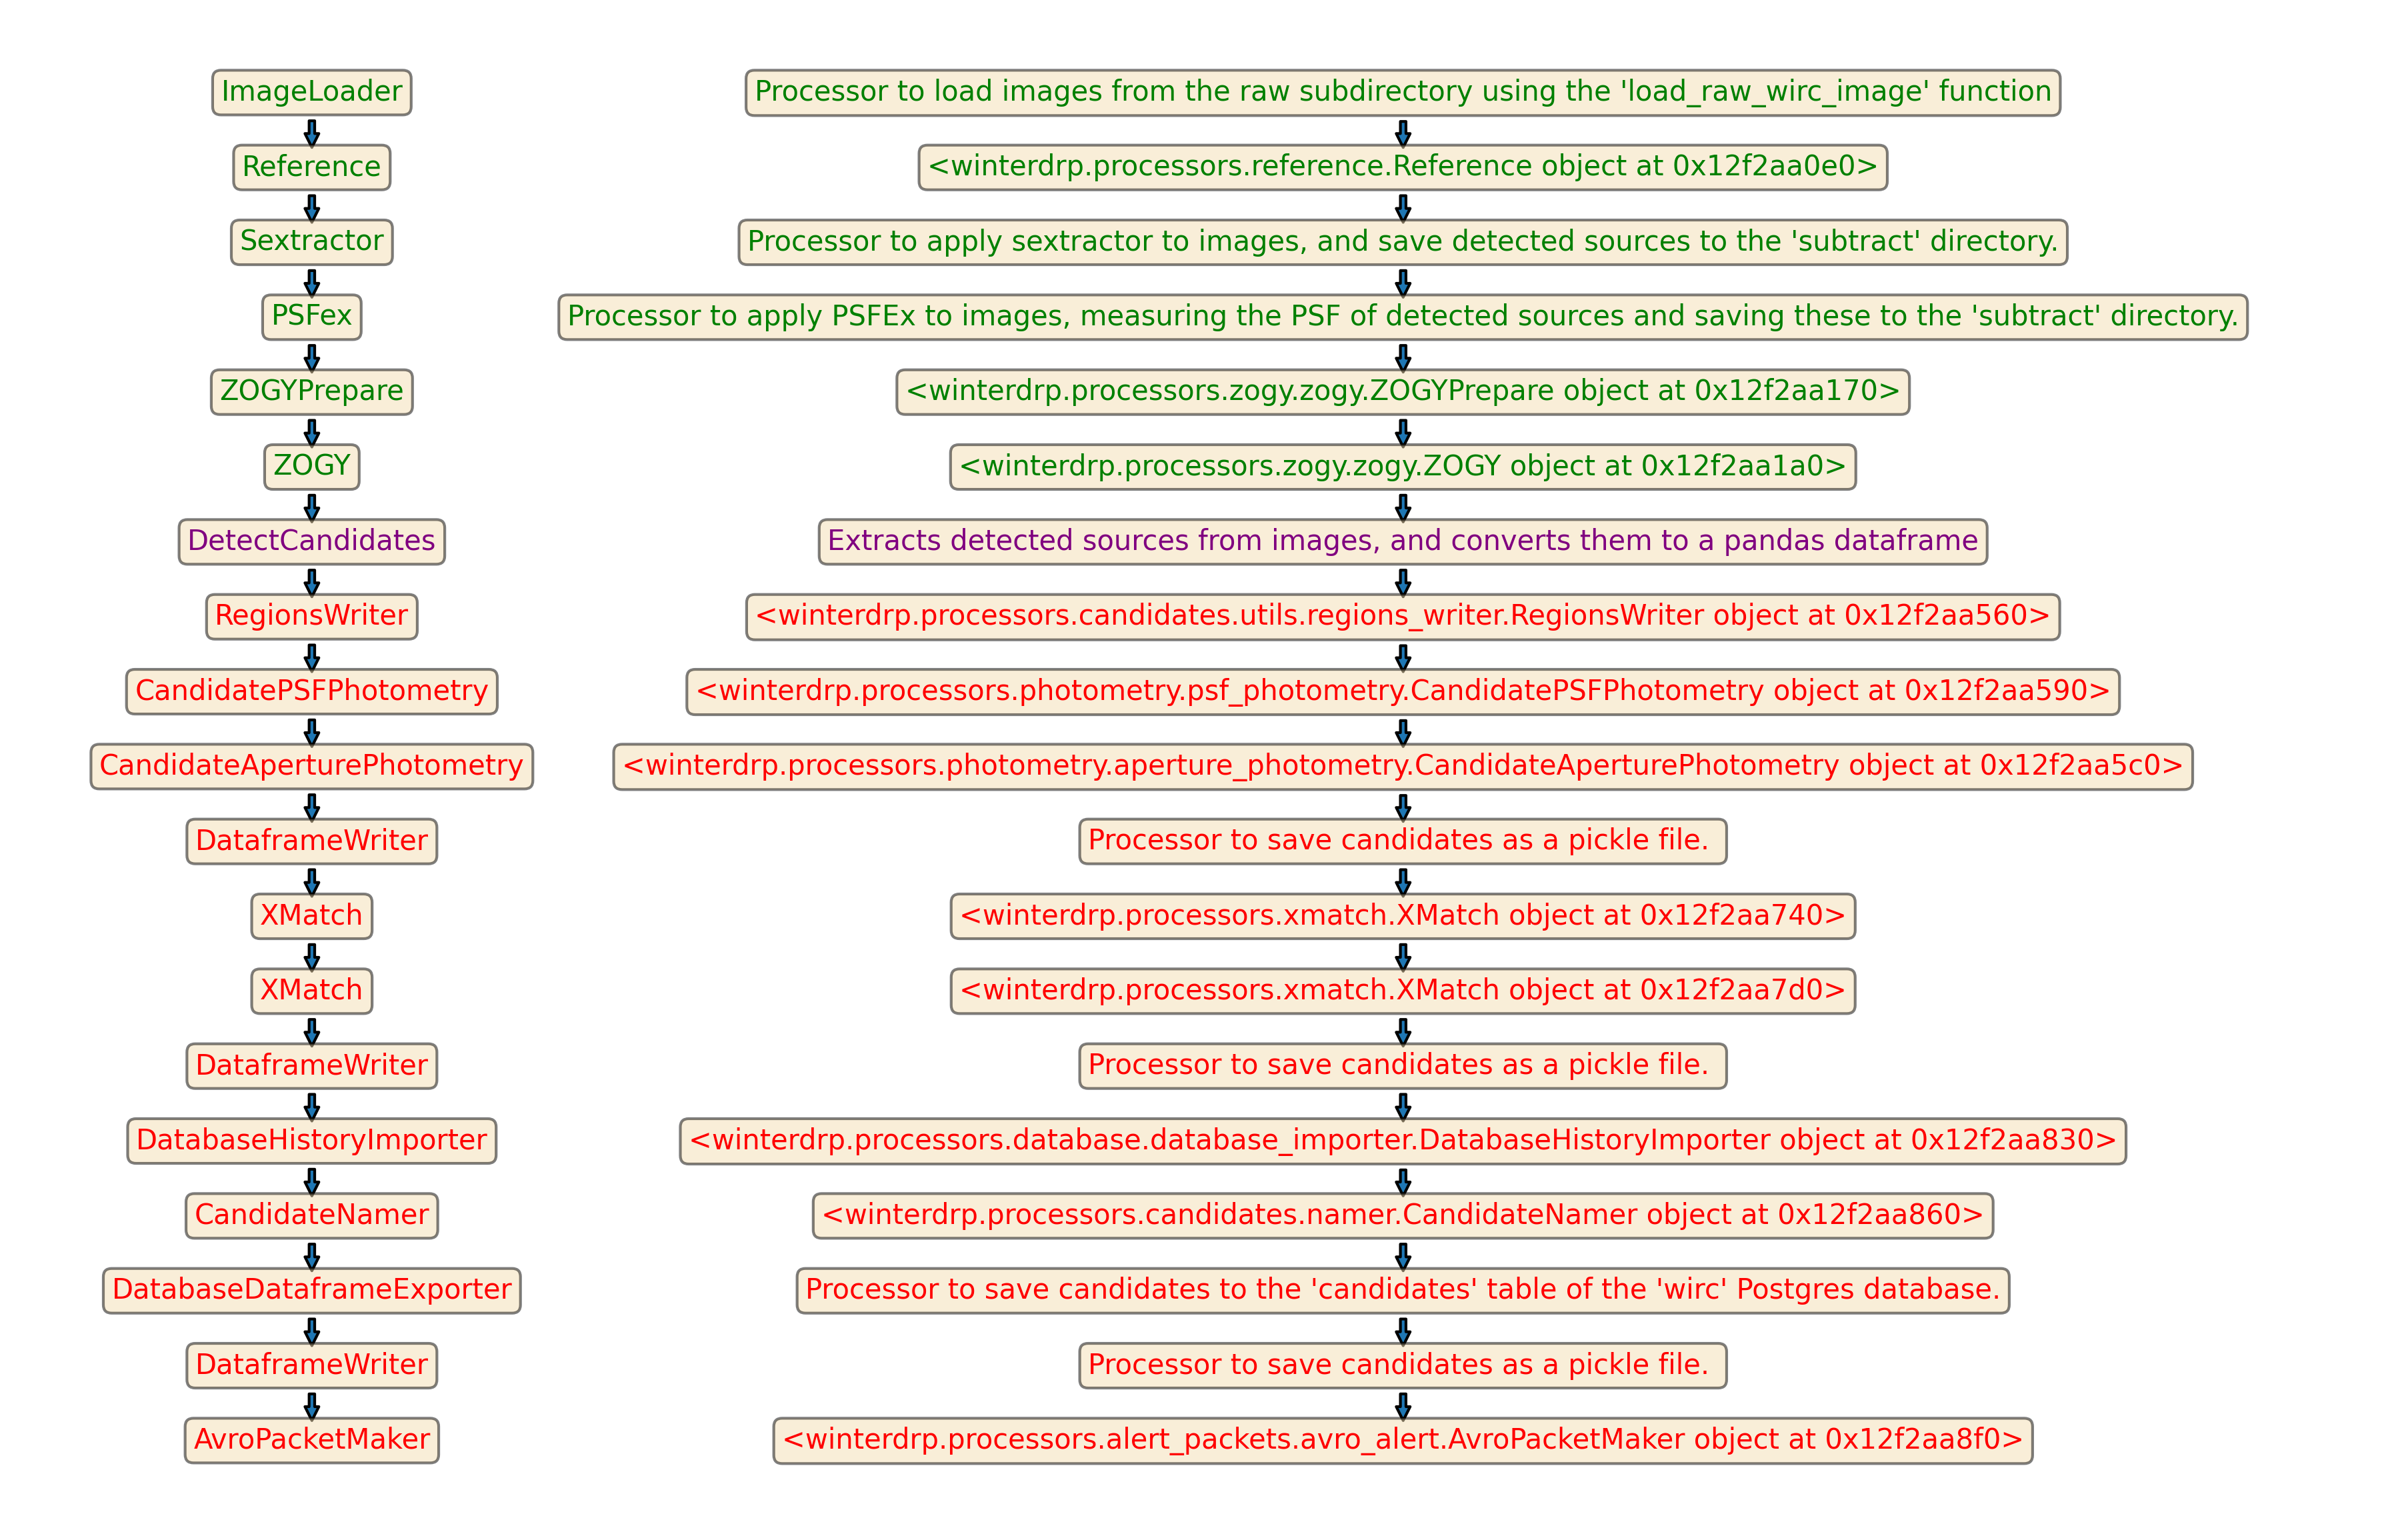 ImageLoader
Processor to load images from the raw subdirectory using the 'load_raw_wirc_image' function
Reference
<winterdrp.processors.reference.Reference object at 0x12f2aa0e0>
Sextractor
Processor to apply sextractor to images, and save detected sources to the 'subtract' directory.
PSFex
Processor to apply PSFEx to images, measuring the PSF of detected sources and saving these to the 'subtract' directory.
ZOGYPrepare
<winterdrp.processors.zogy.zogy.ZOGYPrepare object at 0x12f2aa170>
ZOGY
<winterdrp.processors.zogy.zogy.ZOGY object at 0x12f2aa1a0>
DetectCandidates
Extracts detected sources from images, and converts them to a pandas dataframe
RegionsWriter
<winterdrp.processors.candidates.utils.regions_writer.RegionsWriter object at 0x12f2aa560>
CandidatePSFPhotometry
<winterdrp.processors.photometry.psf_photometry.CandidatePSFPhotometry object at 0x12f2aa590>
CandidateAperturePhotometry
<winterdrp.processors.photometry.aperture_photometry.CandidateAperturePhotometry object at 0x12f2aa5c0>
DataframeWriter
Processor to save candidates as a pickle file.
XMatch
<winterdrp.processors.xmatch.XMatch object at 0x12f2aa740>
XMatch
<winterdrp.processors.xmatch.XMatch object at 0x12f2aa7d0>
DataframeWriter
Processor to save candidates as a pickle file.
DatabaseHistoryImporter
<winterdrp.processors.database.database_importer.DatabaseHistoryImporter object at 0x12f2aa830>
CandidateNamer
<winterdrp.processors.candidates.namer.CandidateNamer object at 0x12f2aa860>
DatabaseDataframeExporter
Processor to save candidates to the 'candidates' table of the 'wirc' Postgres database.
DataframeWriter
Processor to save candidates as a pickle file.
AvroPacketMaker
<winterdrp.processors.alert_packets.avro_alert.AvroPacketMaker object at 0x12f2aa8f0>